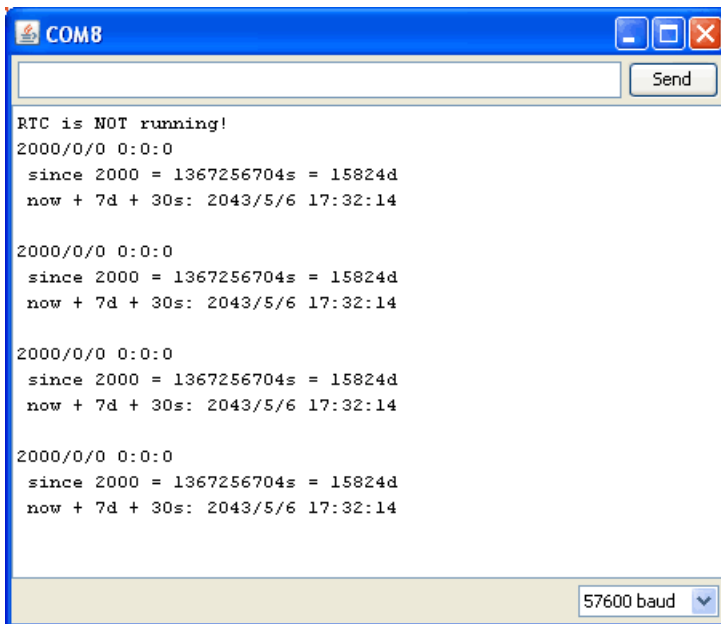 COM8
Send
RTC is NOT running!
2000/0/0 0:0:0
since 2000 = 1367256704s = 15824d
now + 7d + 30s: 2043/5/6 17:32:14
2000/0/0 0:0:0
since 2000 = 1367256704s = 15824d
now + 7d + 30s: 2043/5/6 17:32:14
2000/0/0 0:0:0
since 2000 = 1367256704s = 15824d
now + 7d + 30s: 2043/5/6 17:32:14
2000/0/0 0:0:0
since 2000 = 1367256704s = 15824d
now + 7d + 30s: 2043/5/6 17:32:14
57600 baud